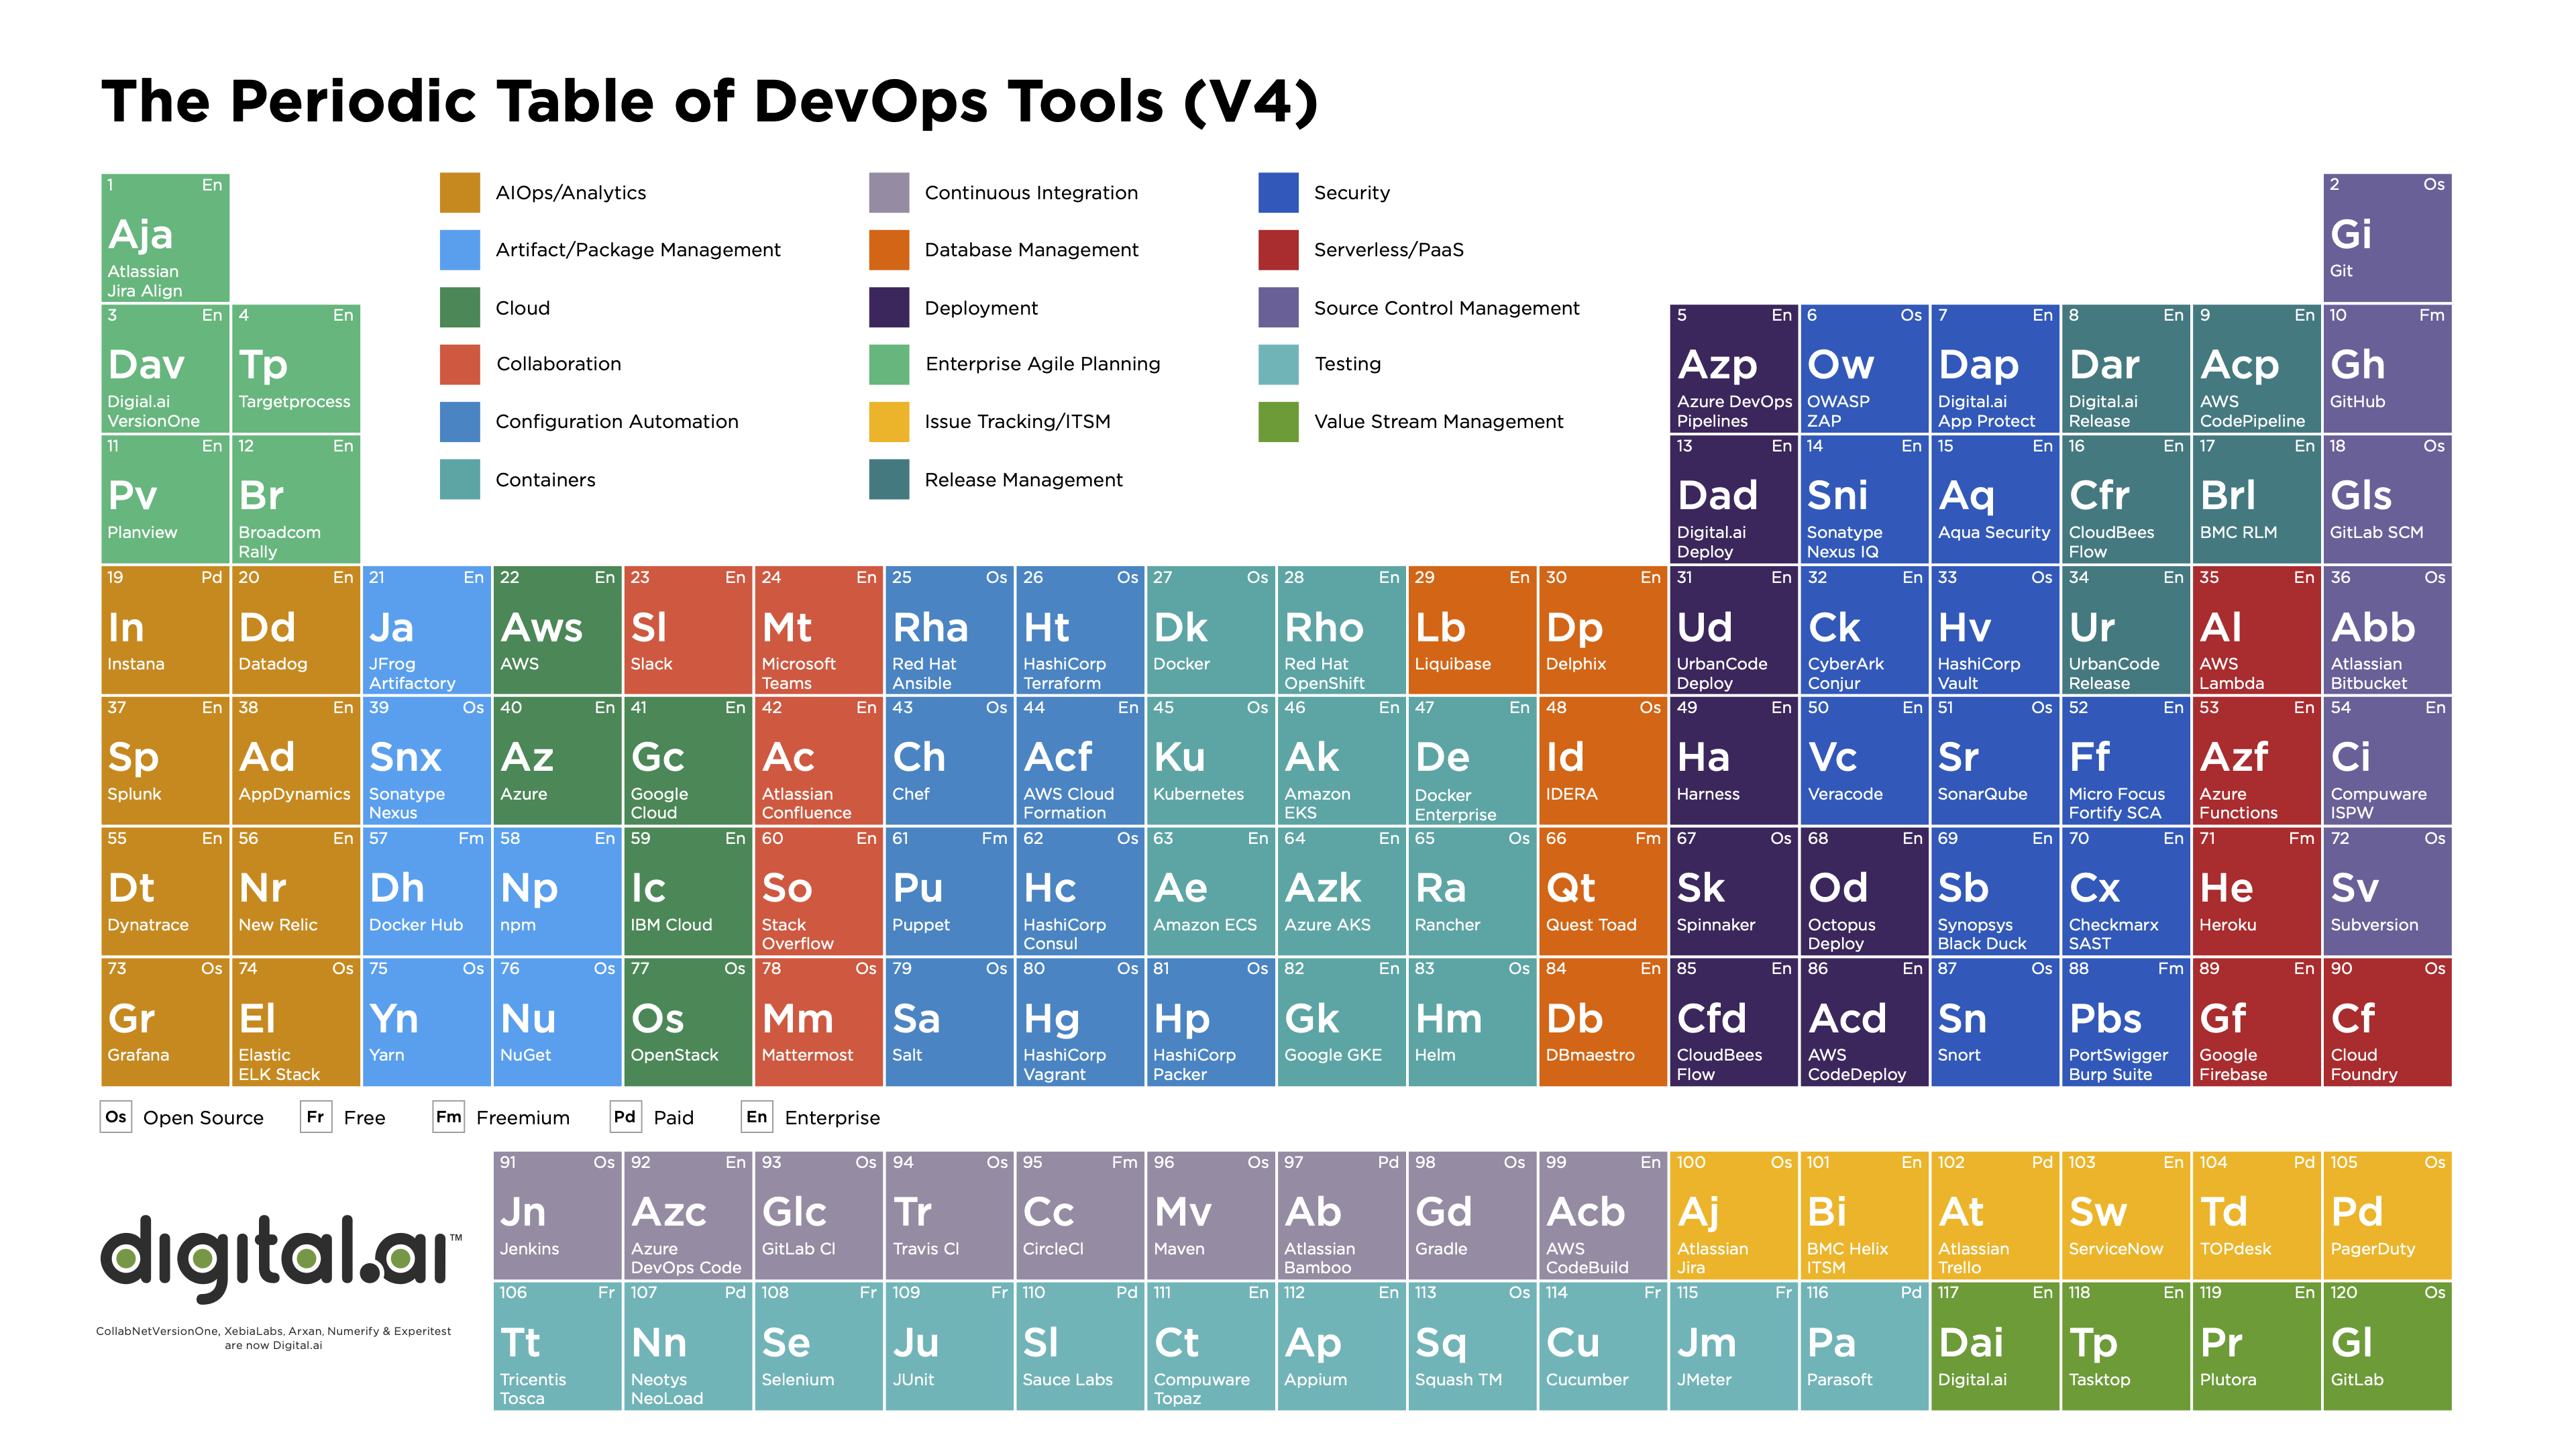 The Periodic Table of DevOps Tools (V4)
AIOps/Analytics
Artifact/Package Management
Cloud
Collaboration
Configuration Automation
Containers
Continuous Integration
Database Management
Deployment
Enterprise Agile Planning
Issue Tracking/ITSM
Release Management
Security
Serverless/PaaS
Source Control Management
Testing
Value Stream Management
1 En
Aja
Atlassian
Jira Align
2 Os
Gi
Git
3 En
Dav
Digial.ai
VersionOne
4 En
Tp
Targetprocess
5 En
Azp
Azure DevOps
Pipelines
6 Os
Ow
OWASP
ZAP
7 En
Dap
Digital.ai
App Protect
8 En
Dar
Digital.ai
Release
9 En
Acp
AWS
CodePipeline
10 Fm
Gh
GitHub
11 En
Pv
Planview
12 En
Br
Broadcom
Rally
13 En
Dad
Digital.ai
Deploy
14 En
Sni
Sonatype
Nexus IQ
15 En
Aq
Aqua Security
16 En
Cfr
CloudBees
Flow
17 En
Brl
BMC RLM
18 Os
Gls
GitLab SCM
19 Pd
In
Instana
20 En
Dd
Datadog
21 En
Ja
JFrog
Artifactory
22 En
Aws
AWS
23 En
Sl
Slack
24 En
Mt
Microsoft
Teams
25 Os
Rha
Red Hat
Ansible
26 Os
Ht
HashiCorp
Terraform
27 Os
Dk
Docker
28 En
Rho
Red Hat
OpenShift
29 En
Lb
Liquibase
30 En
Dp
Delphix
31 En
Ud
UrbanCode
Deploy
32 En
Ck
CyberArk
Conjur
33 Os
Hv
HashiCorp
Vault
34 En
Ur
UrbanCode
Release
35 En
Al
AWS
Lambda
36 Os
Abb
Atlassian
Bitbucket
37 En
Sp
Splunk
38 En
Ad
AppDynamics
39 Os
Snx
Sonatype
Nexus
40 En
Az
Azure
41 En
Gc
Google
Cloud
42 En
Ac
Atlassian
Confluence
43 Os
Ch
Chef
44 En
Acf
AWS Cloud
Formation
45 Os
Ku
Kubernetes
46 En
Ak
Amazon
EKS
47 En
De
Docker
Enterprise
48 Os
Id
IDERA
49 En
Ha
Harness
50 En
Vc
Veracode
51 Os
Sr
SonarQube
52 En
Ff
Micro Focus
Fortify SCA
53 En
Azf
Azure
Functions
54 En
Ci
Compuware
ISPW
55 En
Dt
Dynatrace
56 En
Nr
New Relic
57 Fm
Dh
Docker Hub
58 En
Np
npm
59 En
Ic
IBM Cloud
60 En
So
Stack
Overflow
61 Fm
Pu
Puppet
62 Os
Hc
HashiCorp
Consul
63 En
Ae
Amazon ECS
64 En
Azk
Azure AKS
65 Os
Ra
Rancher
66 Fm
Qt
Quest Toad
67 Os
Sk
Spinnaker
68 En
Od
Octopus
Deploy
69 En
Sb
Synopsys
Black Duck
70 En
Cx
Checkmarx
SAST
71 Fm
He
Heroku
72 Os
Sv
Subversion
73 Os
Gr
Grafana
74 Os
El
Elastic
ELK Stack
75 Os
Yn
Yarn
76 Os
Nu
NuGet
77 Os
Os
OpenStack
78 Os
Mm
Mattermost
79 Os
Sa
Salt
80 Os
Hg
HashiCorp
Vagrant
81 Os
Hp
HashiCorp
Packer
82 En
Gk
Google GKE
83 Os
Hm
Helm
84 En
Db
DBmaestro
85 En
Cfd
CloudBees
Flow
86 En
Acd
AWS
CodeDeploy
87 Os
Sn
Snort
88 Fm
Pbs
PortSwigger
Burp Suite
89 En
Gf
Google
Firebase
90 Os
Cf
Cloud
Foundry
Os Open Source Fr Free Fm Freemium Pd Paid En Enterprise
91 Os
Jn
Jenkins
92 En
Azc
Azure
DevOps Code
93 Os
Glc
GitLab CI
94 Os
Tr
Travis CI
95 Fm
Cc
CircleCI
96 Os
Mv
Maven
97 Pd
Ab
Atlassian
Bamboo
98 Os
Gd
Gradle
99 En
Acb
AWS
CodeBuild
100 Os
Aj
Atlassian
Jira
101 En
Bi
BMC Helix
ITSM
102 Pd
At
Atlassian
Trello
103 En
Sw
ServiceNow
104 Pd
Td
TOPdesk
105 Os
Pd
PagerDuty
106 Fr
Tt
Tricentis
Tosca
107 Pd
Nn
Neotys
NeoLoad
108 Fr
Se
Selenium
109 Fr
Ju
JUnit
110 Pd
Sl
Sauce Labs
111 En
Ct
Compuware
Topaz
112 En
Ap
Appium
113 Os
Sq
Squash TM
114 Fr
Cu
Cucumber
115 Fr
Jm
JMeter
116 Pd
Pa
Parasoft
117 En
Dai
Digital.ai
118 En
Tp
Tasktop
119 En
Pr
Plutora
120 Os
Gl
GitLab
digital.ai™
CollabNetVersionOne, XebiaLabs, Arxan, Numerify & Experitest
are now Digital.ai